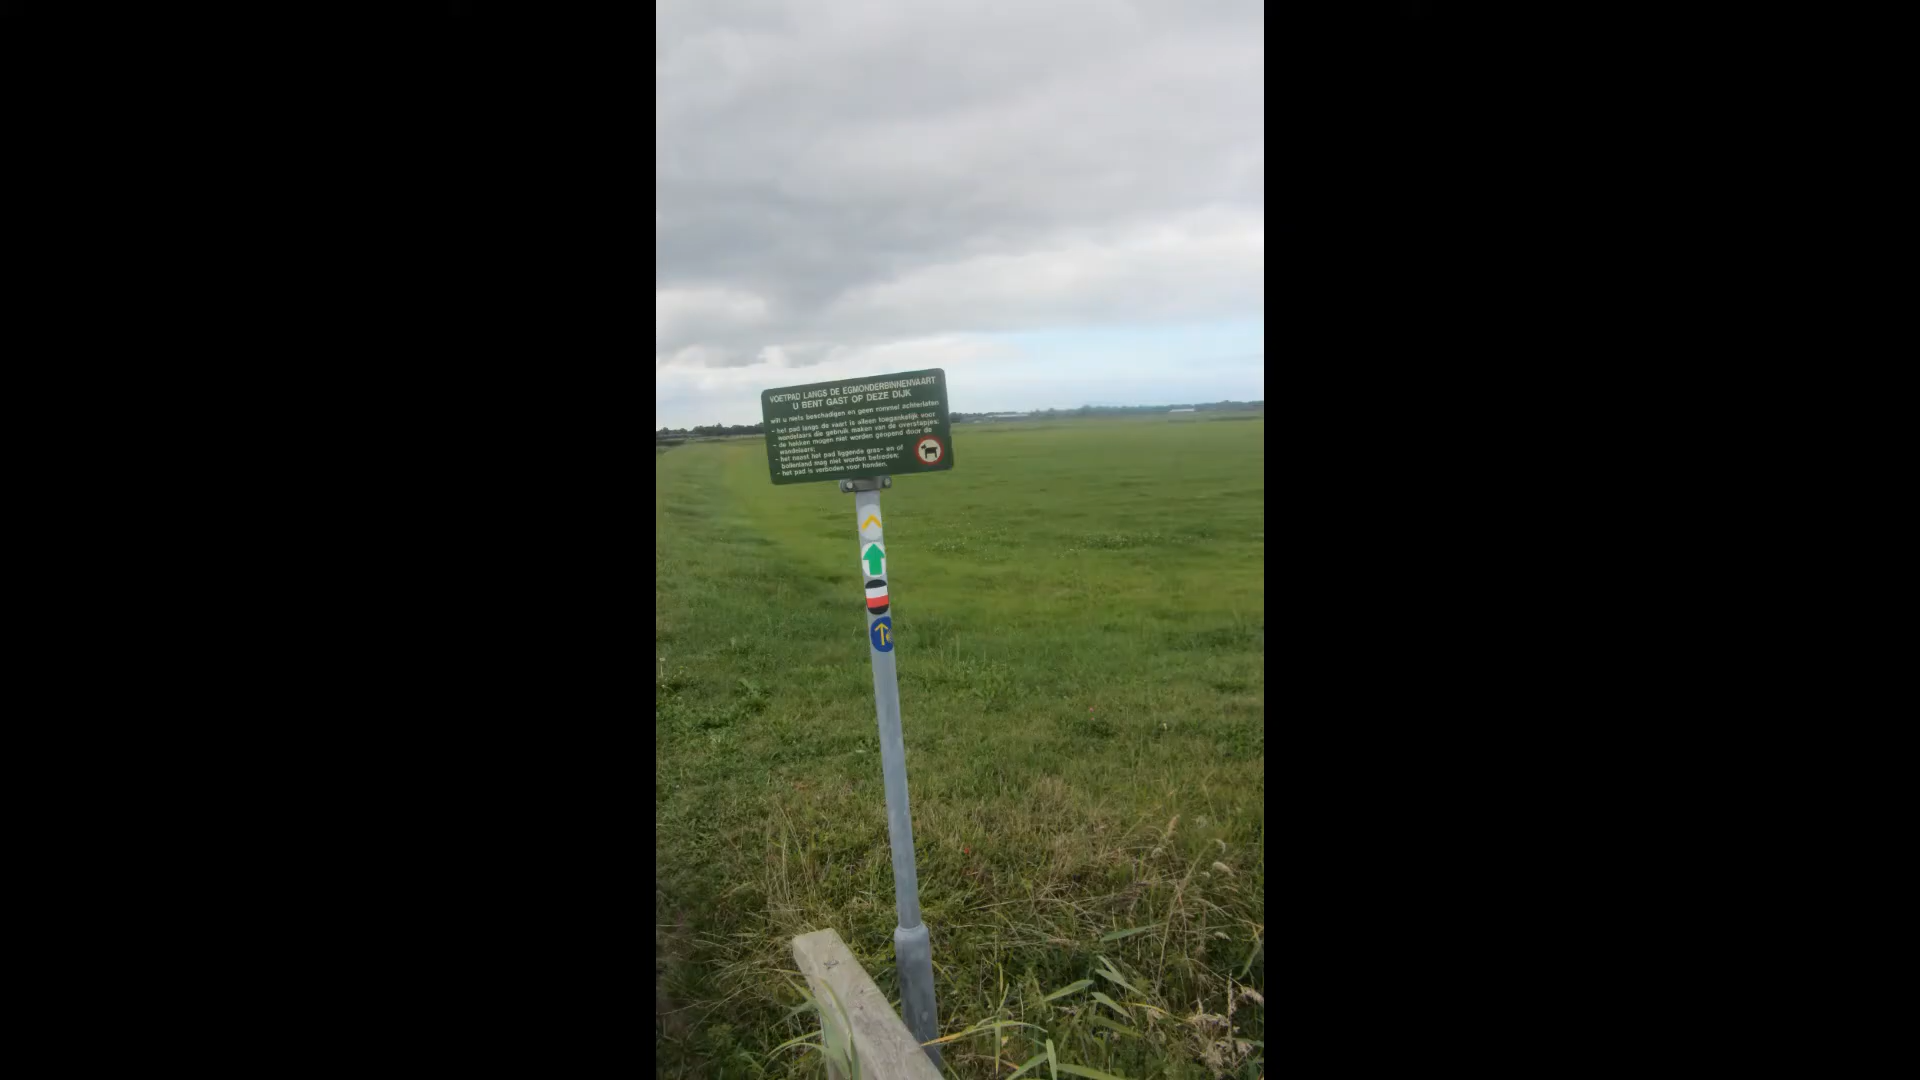 VOETPAD LANGS DE EGMONDERBINNENVAART
U BENT GAST OP DEZE DIJK
wilt u niets beschadigen en geen rommel achterlaten
- het pad langs de vaart is alleen toegankelijk voor
wandelaars die gebruik maken van de overstapjes;
- de hekken mogen niet worden geopend door de
wandelaars;
- het naast het pad liggende gras- en of
bollenland mag niet worden betreden;
- het pad is verboden voor honden.